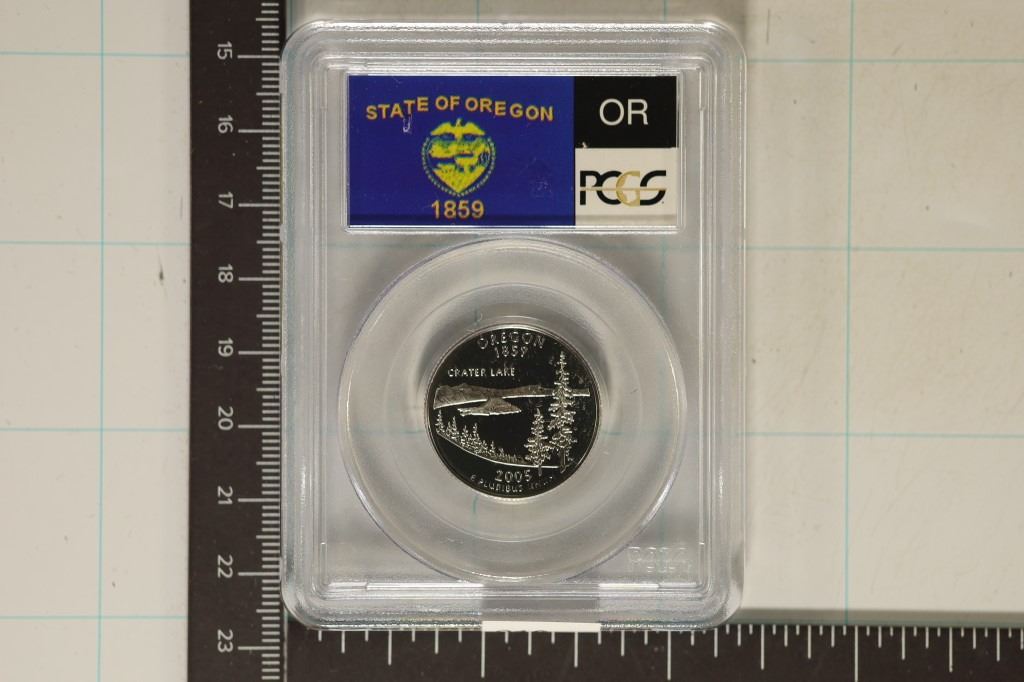 STATE OF OREGON
1859
OR
PCGS
OREGON
1859
CRATER LAKE
2005
E PLURIBUS
PCGS
15
16
17
18
19
20
21
22
23